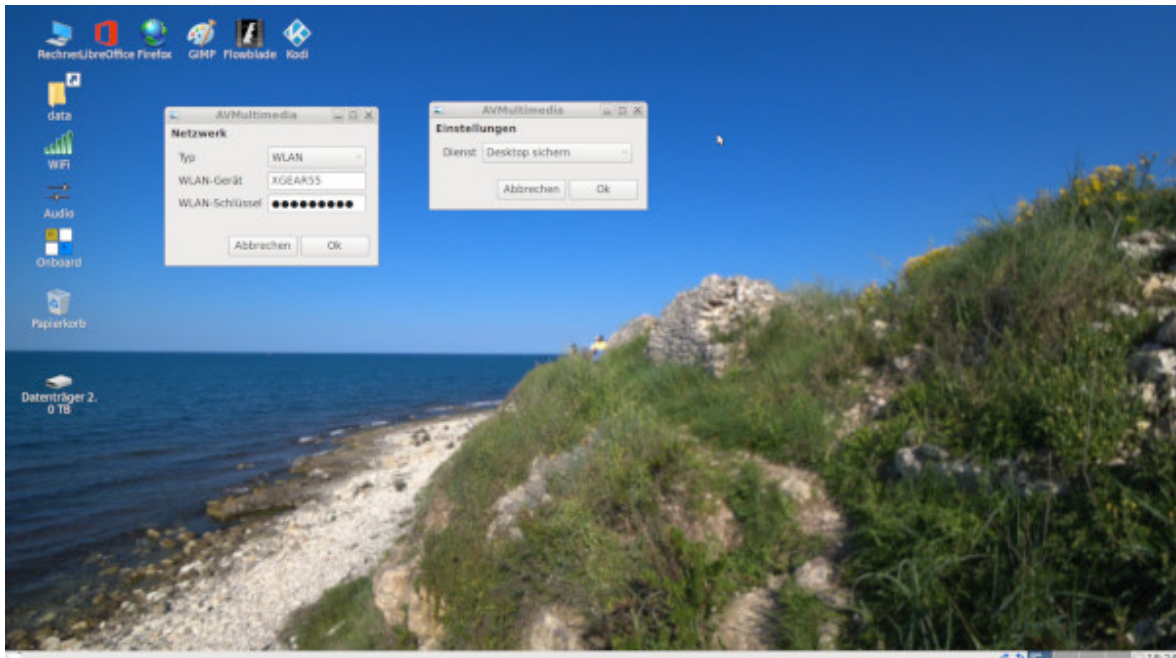 Rechner LibreOffice Firefox GIMP Flowblade Kodi
data
WiFi
Audio
Onboard
Papierkorb
Datenträger 2.
0 TB
AVMultimedia
Netzwerk
Typ WLAN
WLAN-Gerät XGEAR55
WLAN-Schlüssel ●●●●●●●●●
Abbrechen Ok
AVMultimedia
Einstellungen
Dienst Desktop sichern
Abbrechen Ok